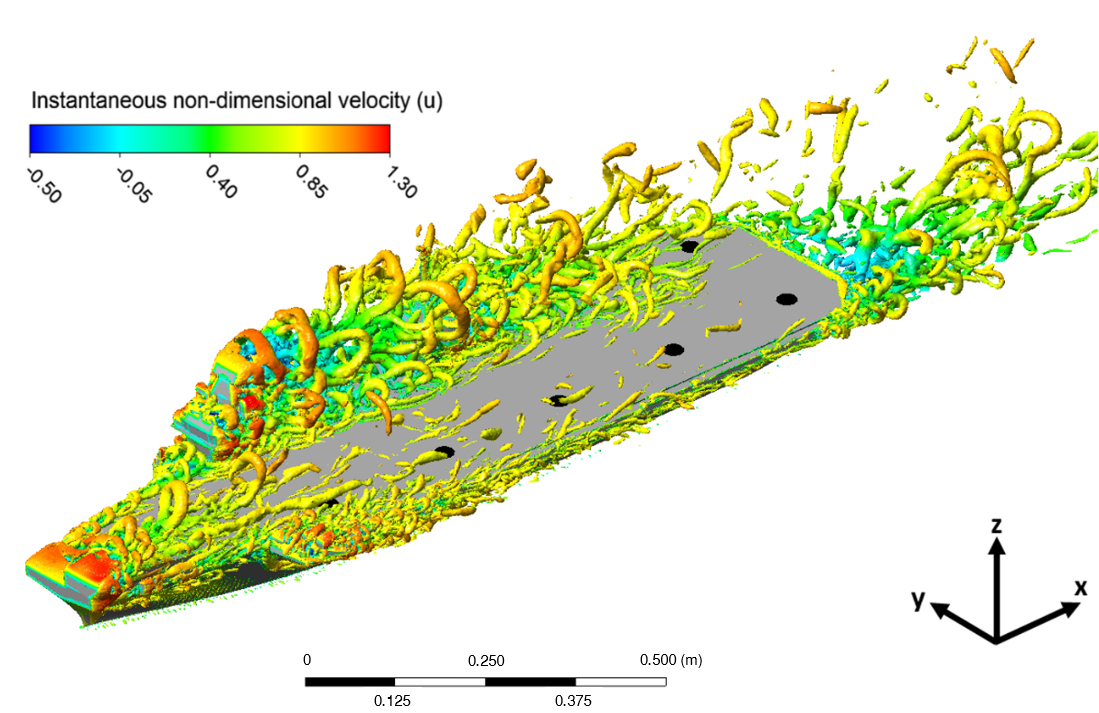 Instantaneous non-dimensional velocity (u)
-0.50 -0.05 0.40 0.85 1.30
z
y x
0 0.250 0.500 (m)
0.125 0.375